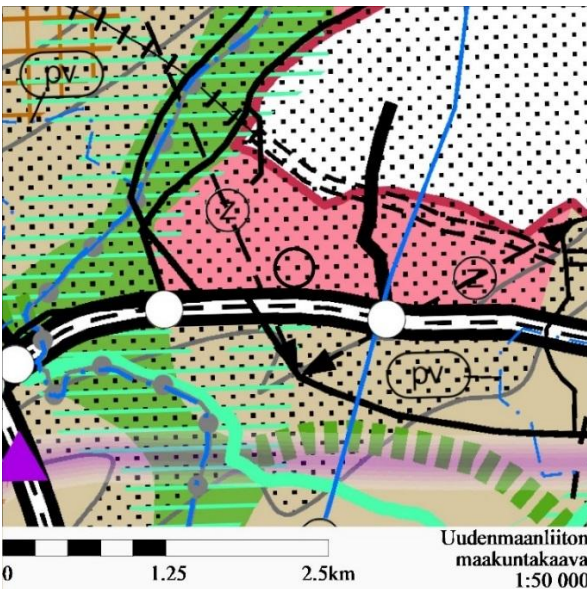 pv
Z
Z
pv
Uudenmaanliiton
maakuntakaava
0 1.25 2.5km
1:50 000